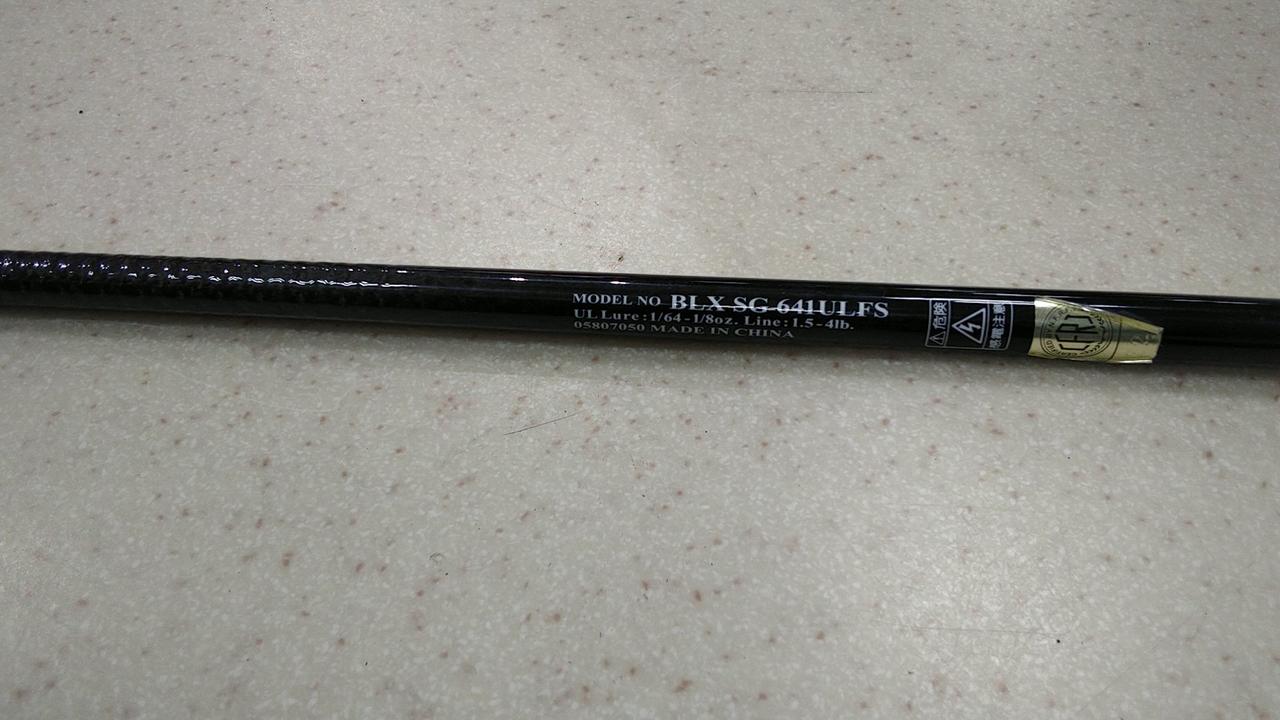 MODEL NO BLX SG 641ULFS
UL Lure:1/64-1/8oz. Line:1.5-4lb.
05807050 MADE IN CHINA
危険
感電注意